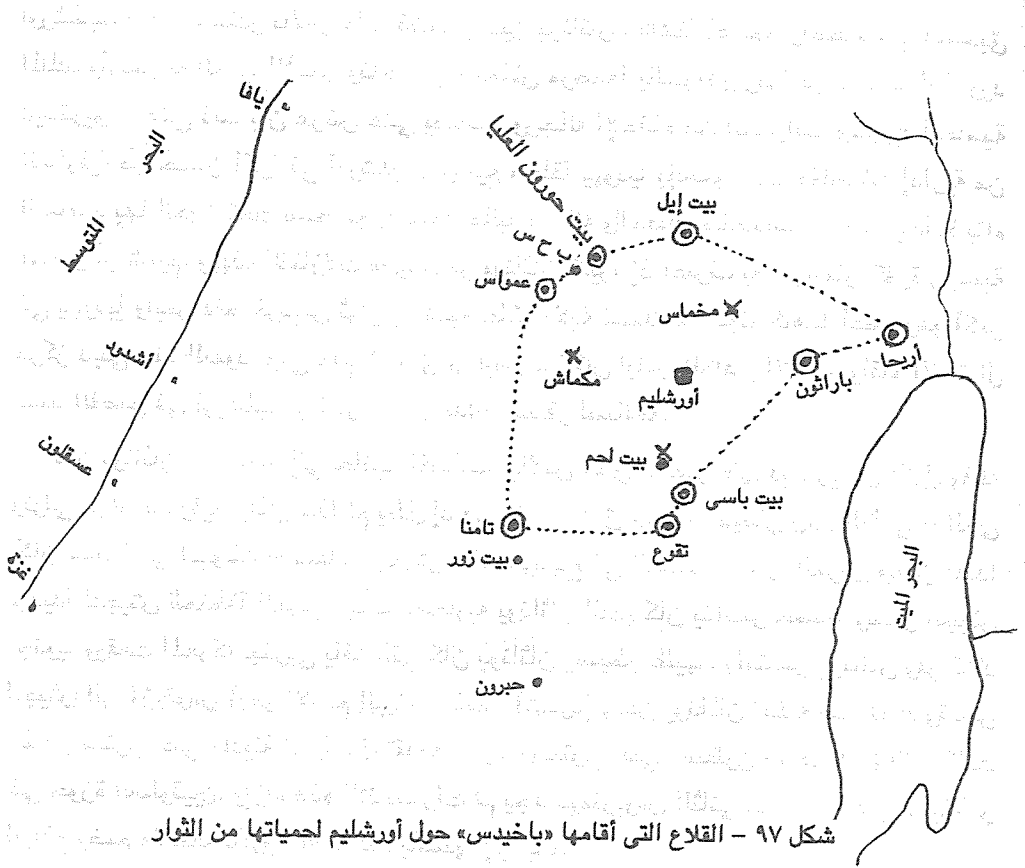 يافا
البحر
المتوسط
أشدود
عسقلون
غزة
بيت حورون العليا
ب ح س
عمواس
بيت إيل
مخماس
مكماش
أورشليم
باراثون
أريحا
بيت لحم
بيت باسى
تقوع
تامنا
بيت زور
حبرون
البحر الميت
شكل ٩٧ – القلاع التى أقامها «باخيدس» حول أورشليم لحمياتها من الثوار